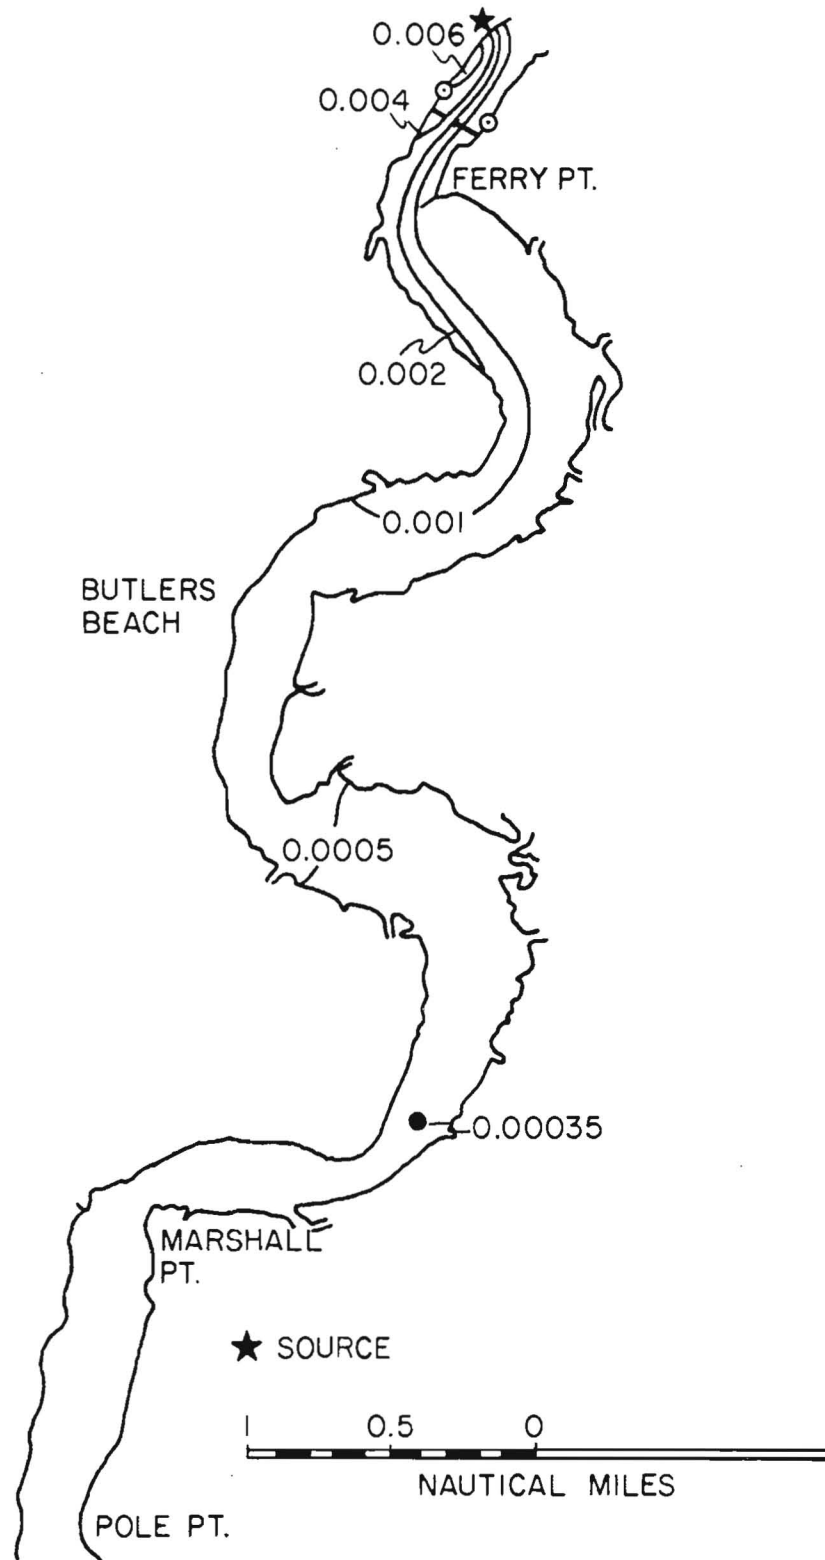 0.006
0.004
FERRY PT.
0.002
0.001
BUTLERS
BEACH
0.0005
0.00035
MARSHALL
PT.
SOURCE
1 0.5 0
NAUTICAL MILES
POLE PT.